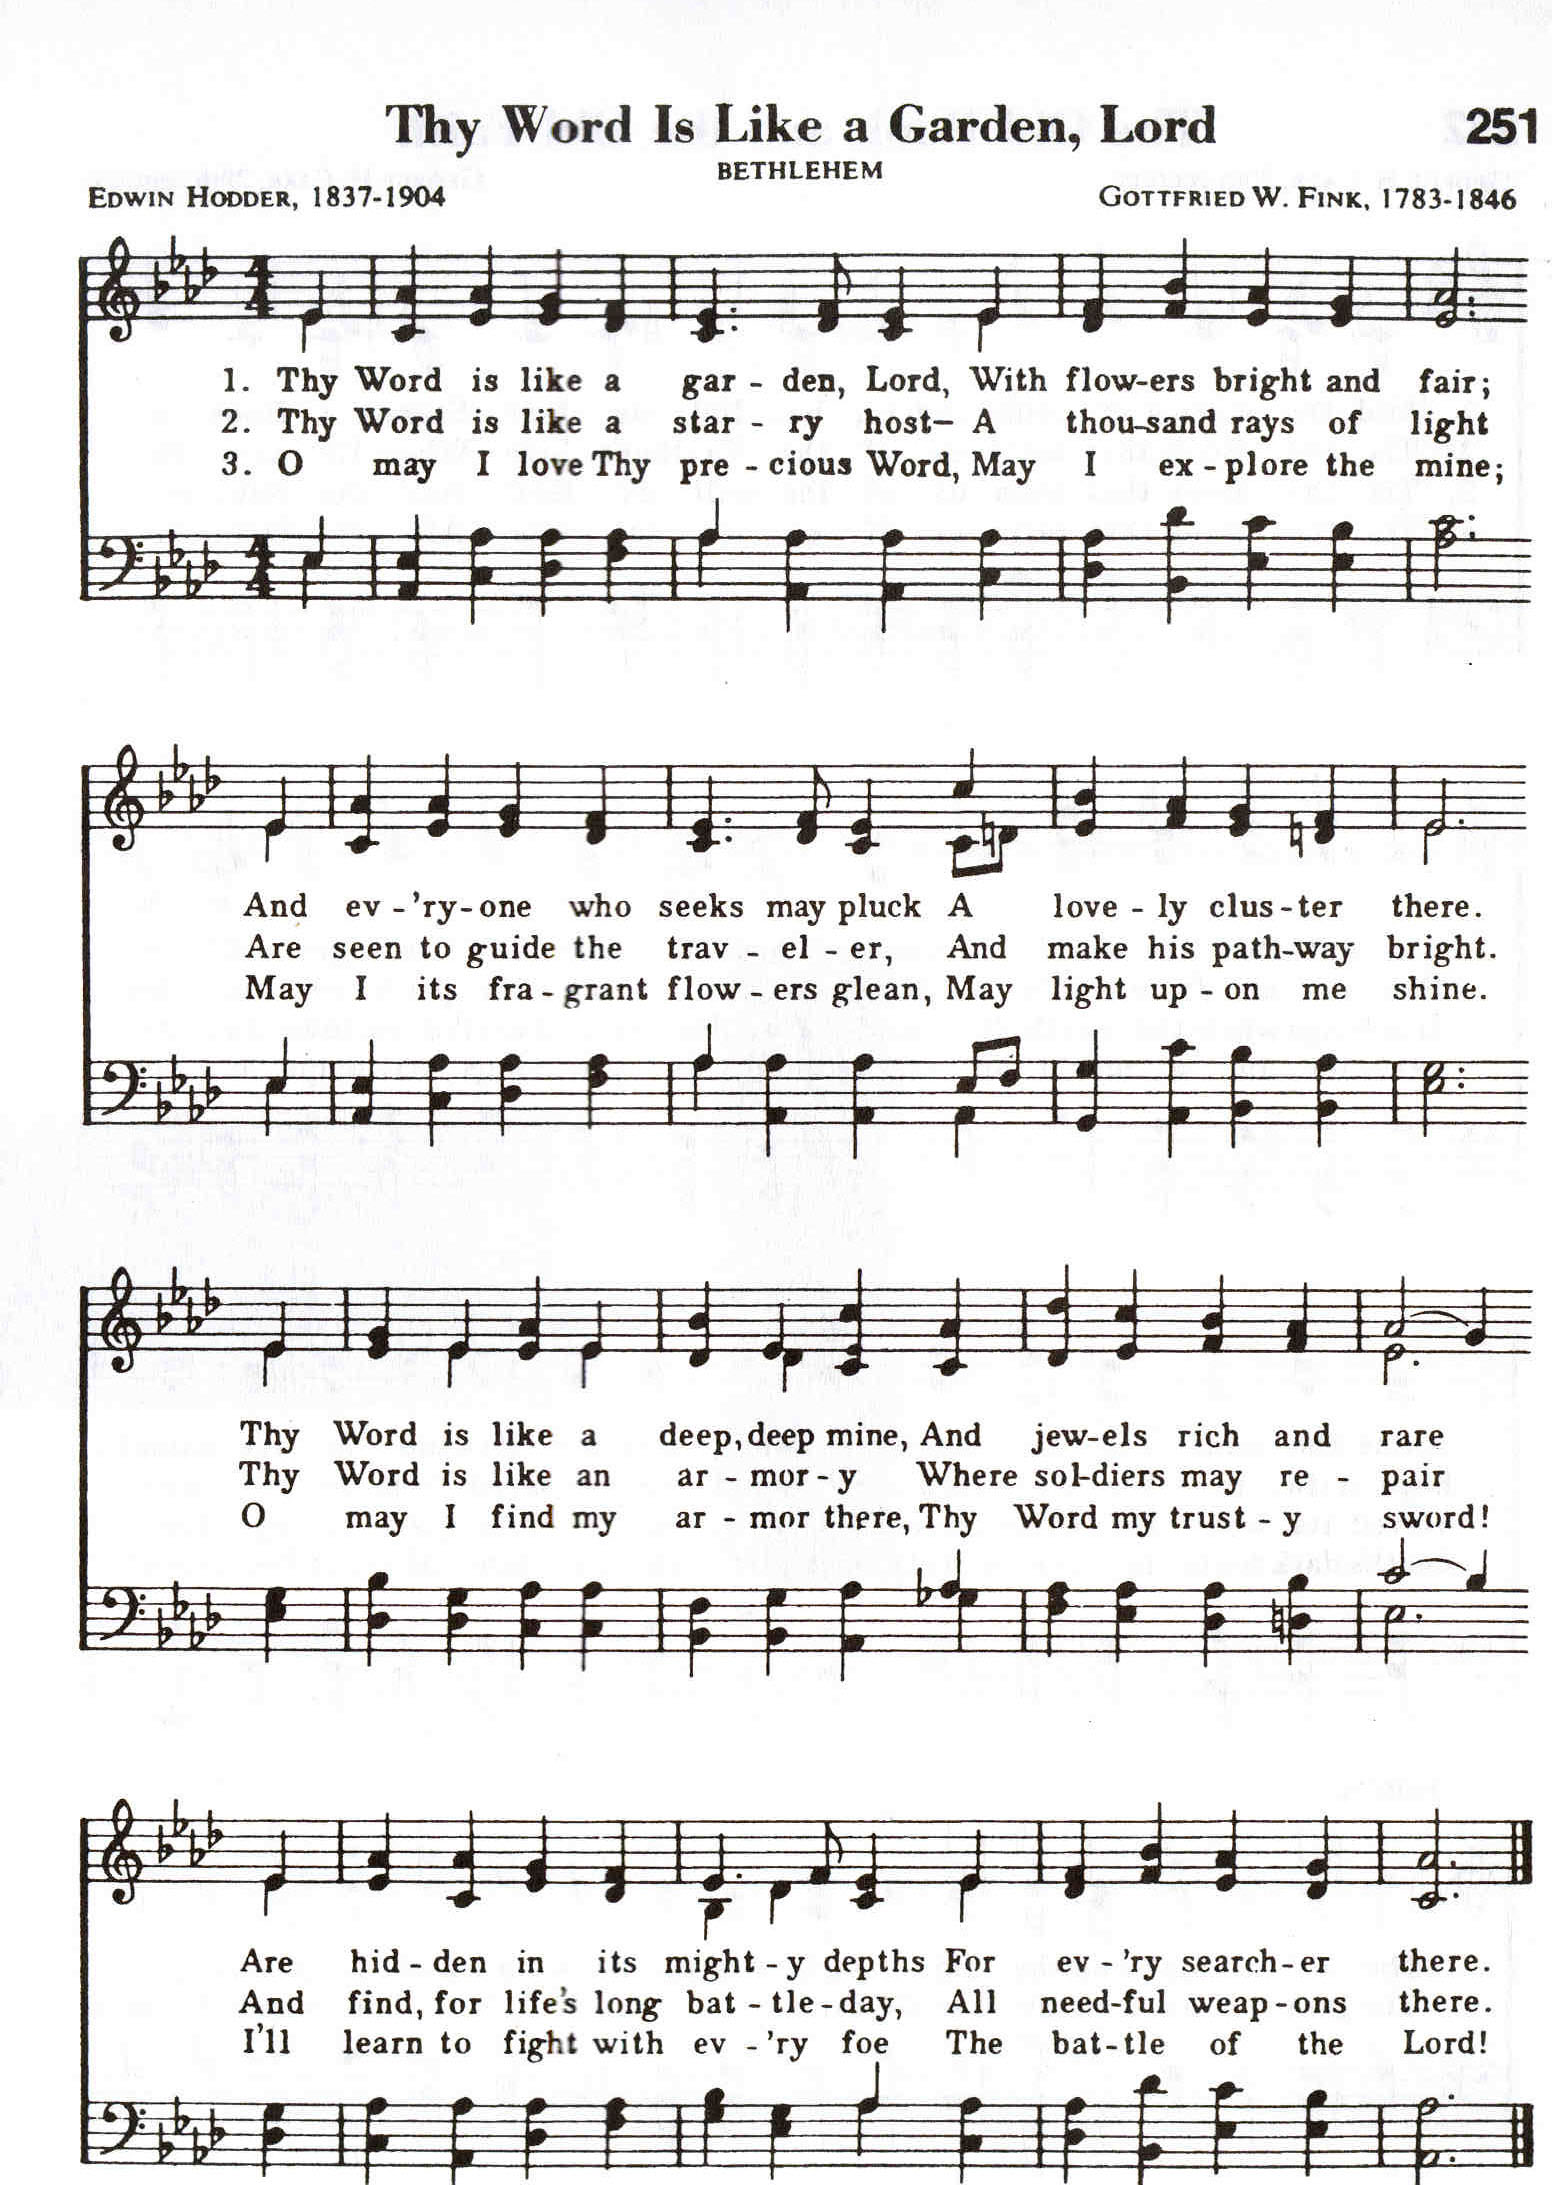 Thy Word Is Like a Garden, Lord 251
BETHLEHEM
EDWIN HODDER, 1837-1904 GOTTFRIED W. FINK, 1783-1846
4 4
1. Thy Word is like a gar - den, Lord, With flow-ers bright and fair;
2. Thy Word is like a star - ry host— A thou-sand rays of light
3. O may I love Thy pre - cious Word, May I ex - plore the mine;
4 4
And ev -'ry-one who seeks may pluck A love - ly clus - ter there.
Are seen to guide the trav - el - er, And make his path-way bright.
May I its fra - grant flow - ers glean, May light up - on me shine.
Thy Word is like a deep, deep mine, And jew-els rich and rare
Thy Word is like an ar - mor - y Where sol-diers may re - pair
O may I find my ar - mor there, Thy Word my trust - y sword!
Are hid - den in its might - y depths For ev - 'ry search-er there.
And find, for life's long bat - tle - day, All need-ful weap - ons there.
I'll learn to fight with ev - 'ry foe The bat-tle of the Lord!